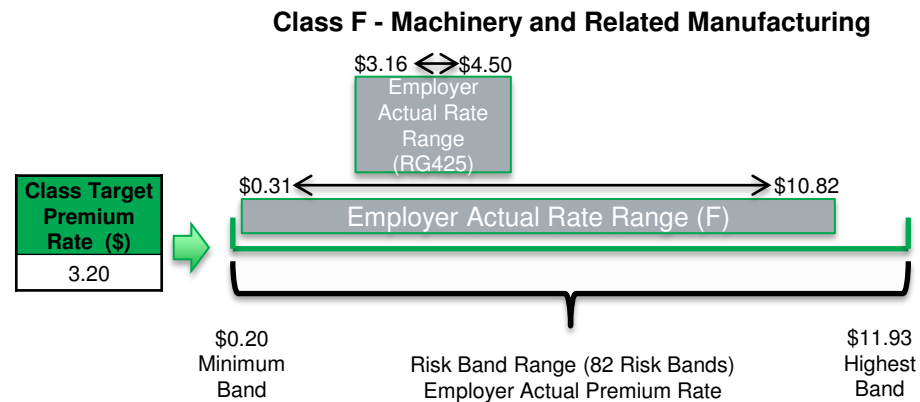 Class F - Machinery and Related Manufacturing
$3.16 $4.50
Employer
Actual Rate
Range
(RG425)
$0.31 $10.82
Employer Actual Rate Range (F)
Class Target
Premium
Rate ($)
3.20
$0.20
Minimum
Band
Risk Band Range (82 Risk Bands)
Employer Actual Premium Rate
$11.93
Highest
Band